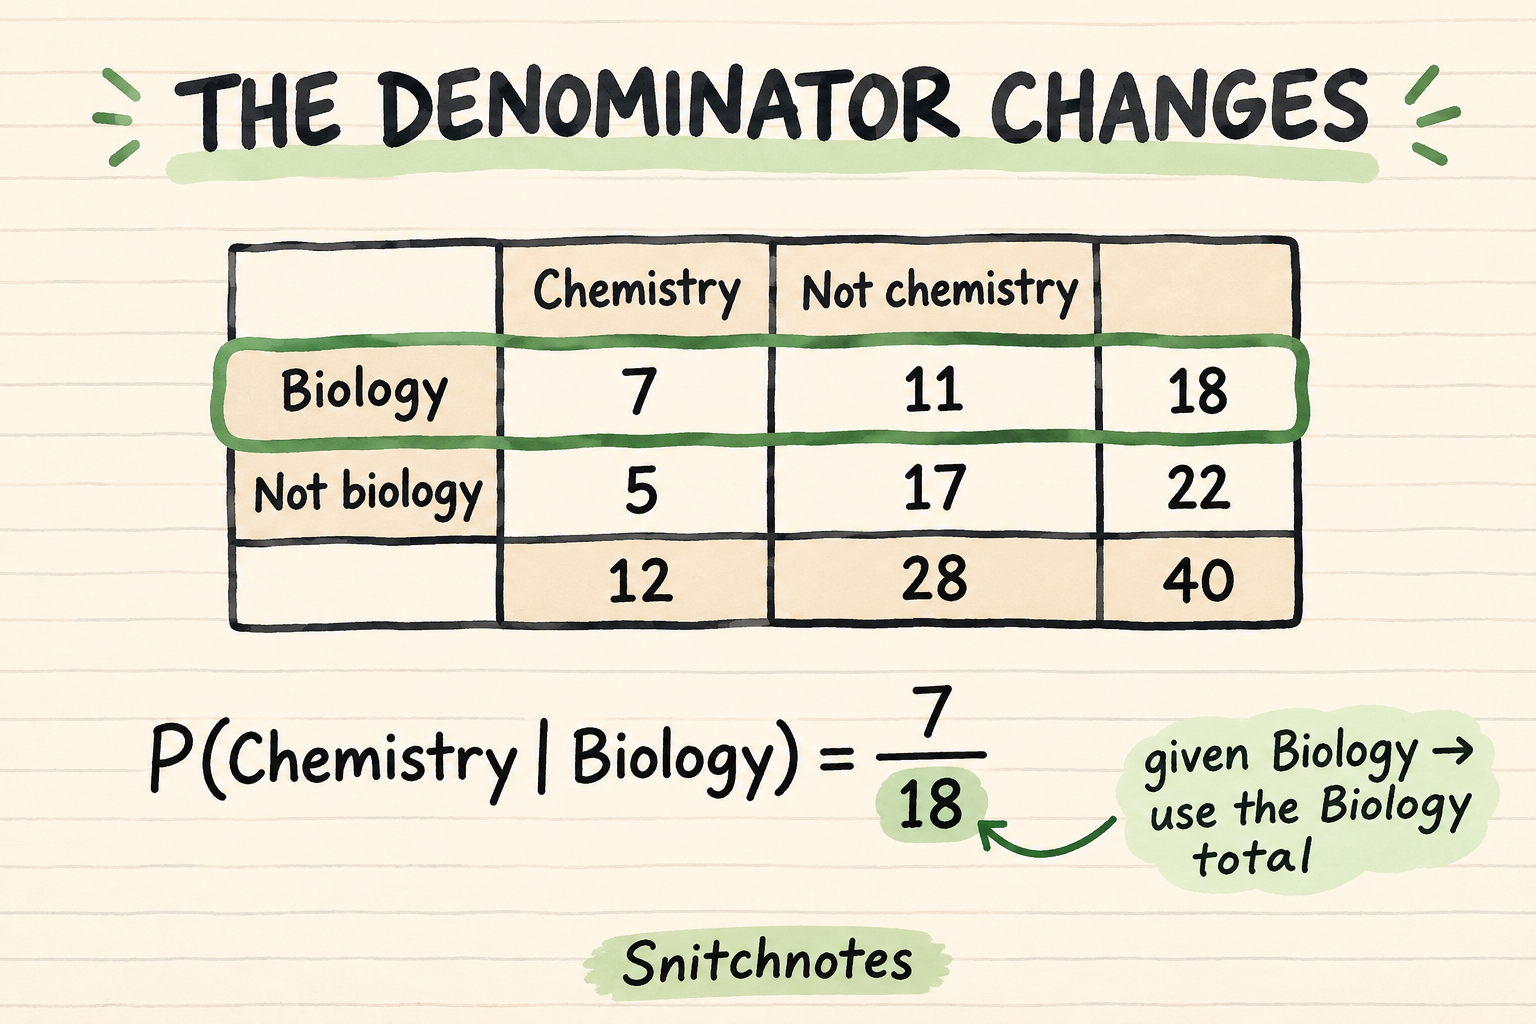 THE DENOMINATOR CHANGES
Chemistry Not chemistry
Biology 7 11 18
Not biology 5 17 22
12 28 40
P(Chemistry | Biology) = 7/18
given Biology →
use the Biology
total
Snitchnotes